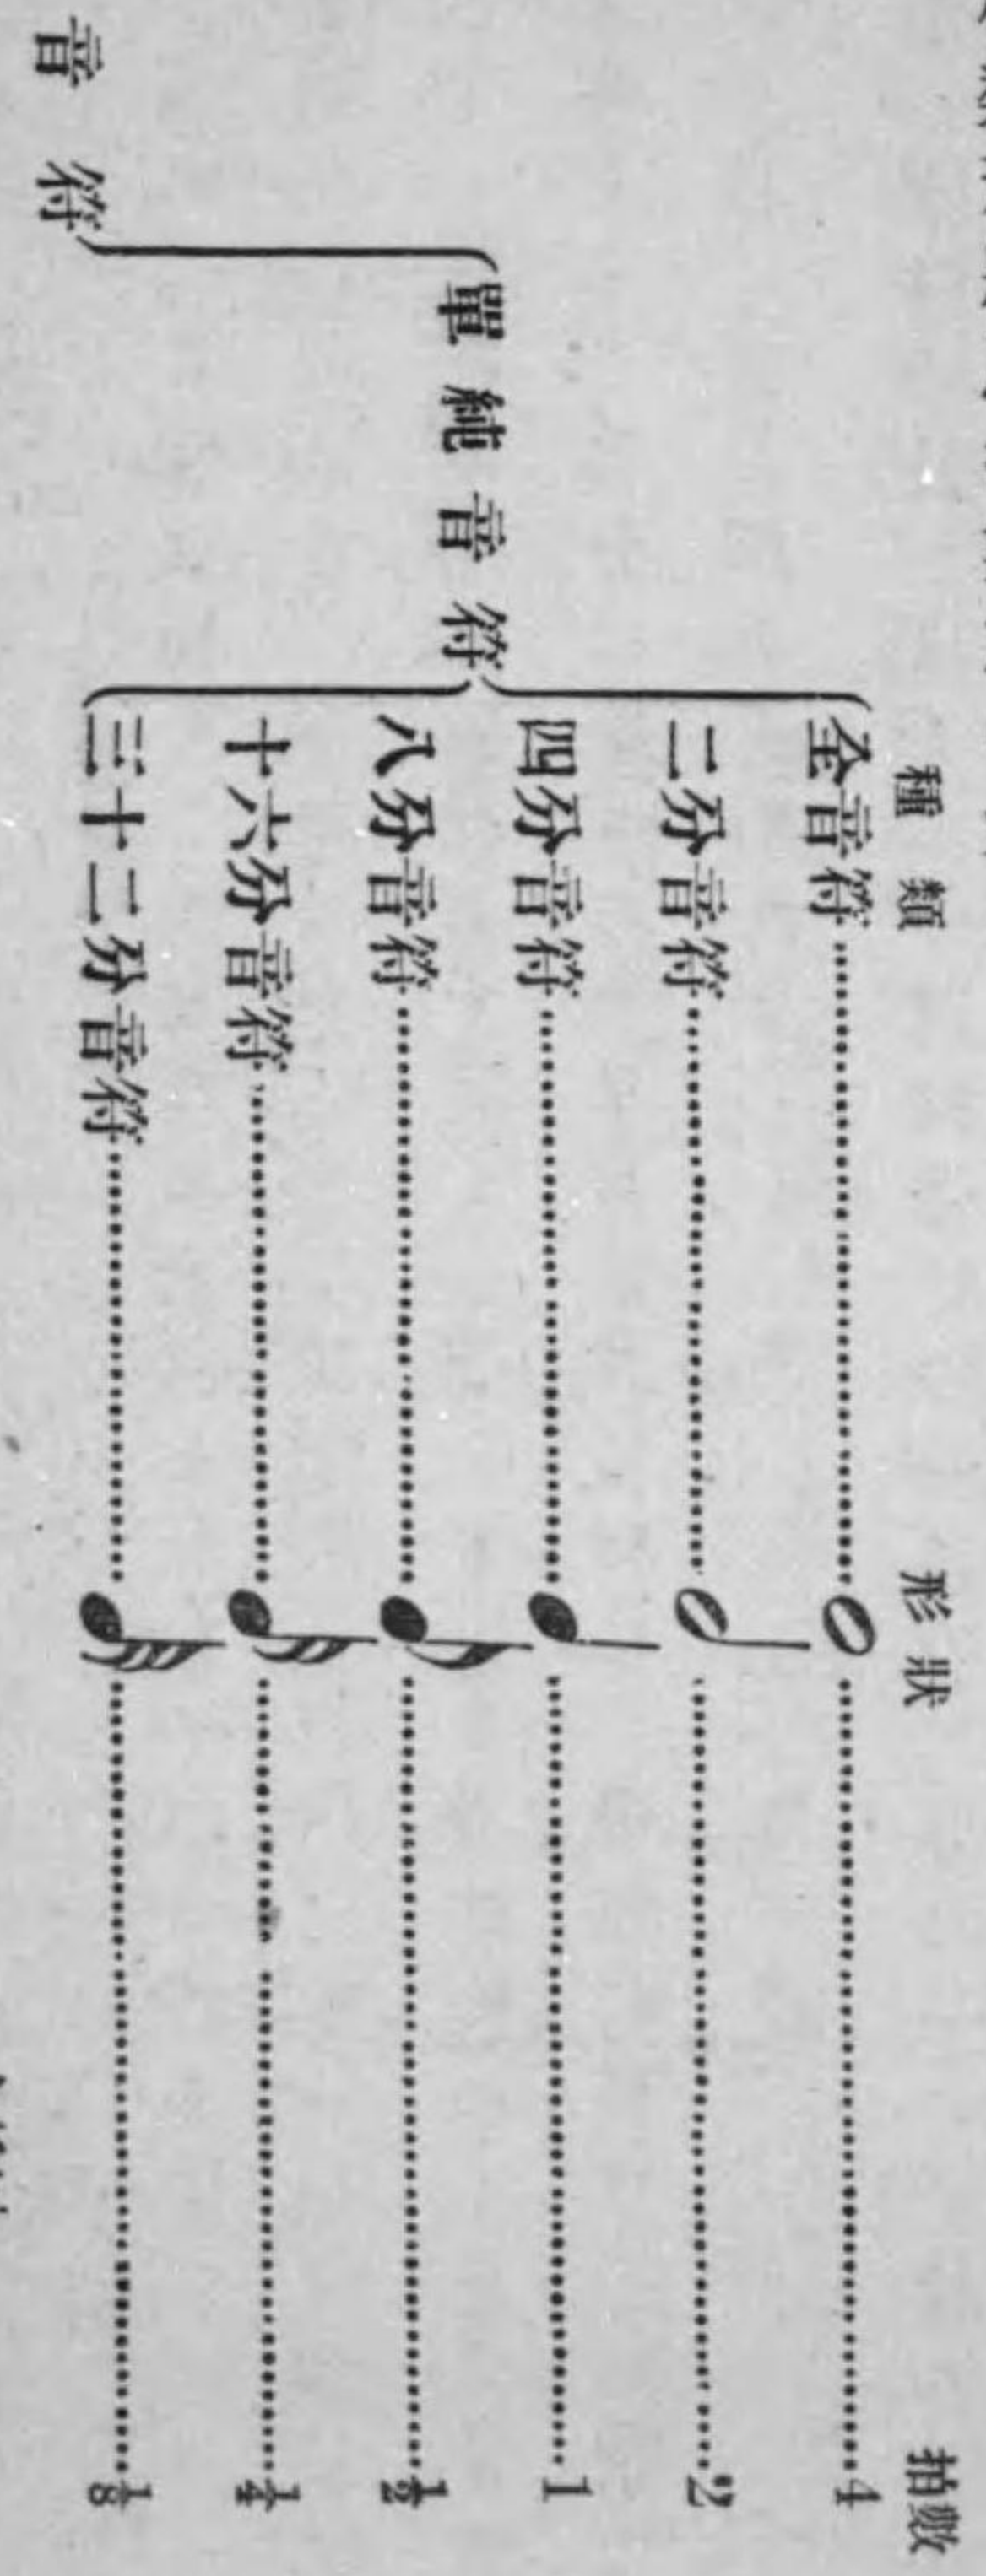 種類 形狀 拍數
音符
單純音符
全音符 4
二分音符 2
四分音符 1
八分音符 1/2
十六分音符 1/4
三十二分音符 1/8